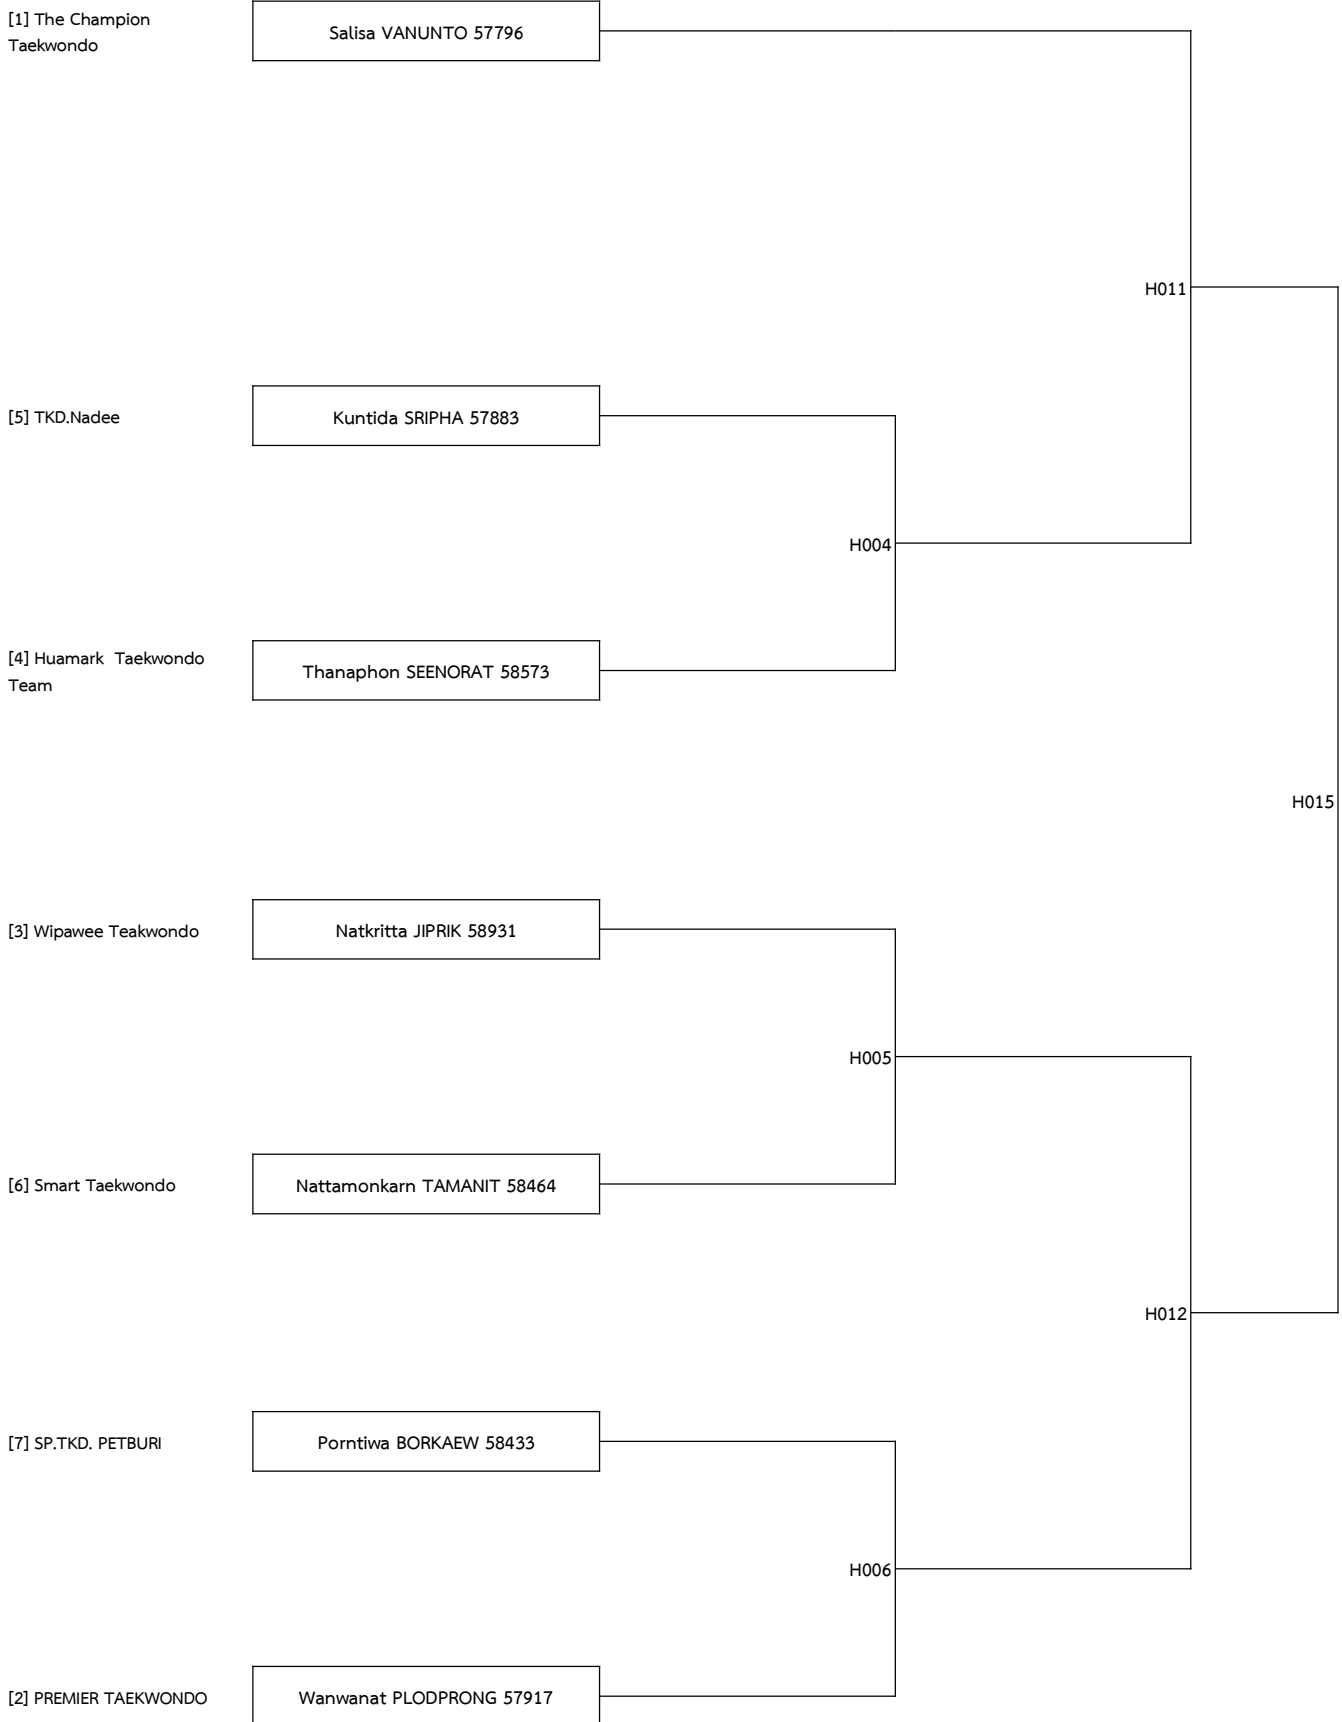 [1] The Champion
Taekwondo
Salisa VANUNTO 57796
H011
[5] TKD.Nadee
Kuntida SRIPHA 57883
H004
[4] Huamark  Taekwondo
Team
Thanaphon SEENORAT 58573
H015
[3] Wipawee Teakwondo
Natkritta JIPRIK 58931
H005
[6] Smart Taekwondo
Nattamonkarn TAMANIT 58464
H012
[7] SP.TKD. PETBURI
Porntiwa BORKAEW 58433
H006
[2] PREMIER TAEKWONDO
Wanwanat PLODPRONG 57917